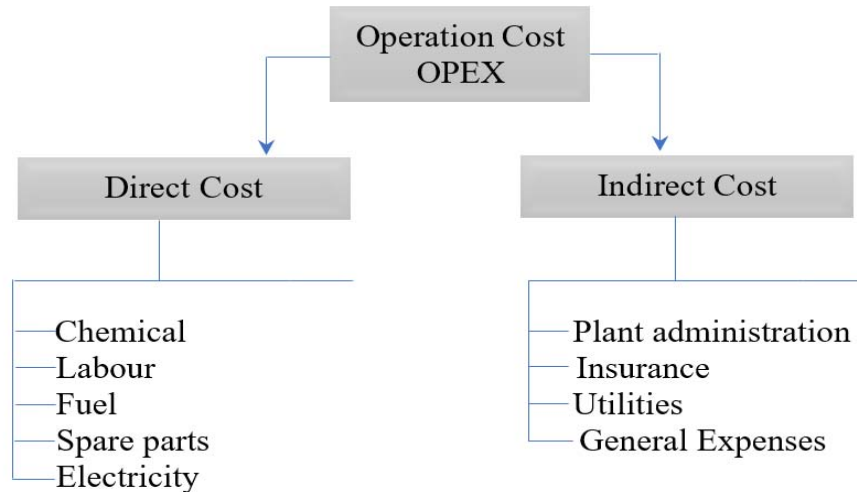 Operation Cost
OPEX
Direct Cost
Indirect Cost
Chemical
Labour
Fuel
Spare parts
Electricity
Plant administration
Insurance
Utilities
General Expenses